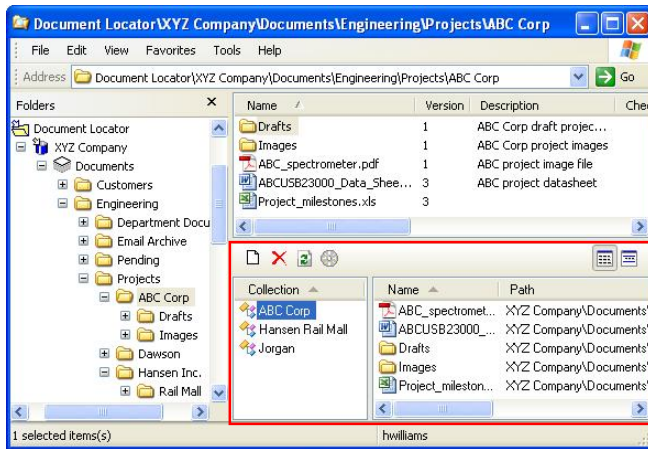 Document Locator\XYZ Company\Documents\Engineering\Projects\ABC Corp
File Edit View Favorites Tools Help
Address Document Locator\XYZ Company\Documents\Engineering\Projects\ABC Corp Go
Folders
Document Locator
XYZ Company
Documents
Customers
Engineering
Department Docu
Email Archive
Pending
Projects
ABC Corp
Drafts
Images
Dawson
Hansen Inc.
Rail Mall
Name Version Description Che
Drafts 1 ABC Corp draft projec...
Images 1 ABC Corp project images
ABC_spectrometer.pdf 1 ABC project image file
ABCUSB23000_Data_Shee... 3 ABC project datasheet
Project_milestones.xls 3
Collection
ABC Corp
Hansen Rail Mall
Jorgan
Name Path
ABC_spectromet... XYZ Company\Documents\
ABCUSB23000_... XYZ Company\Documents\
Drafts XYZ Company\Documents\
Images XYZ Company\Documents\
Project_mileston... XYZ Company\Documents\
1 selected items(s) hwilliams